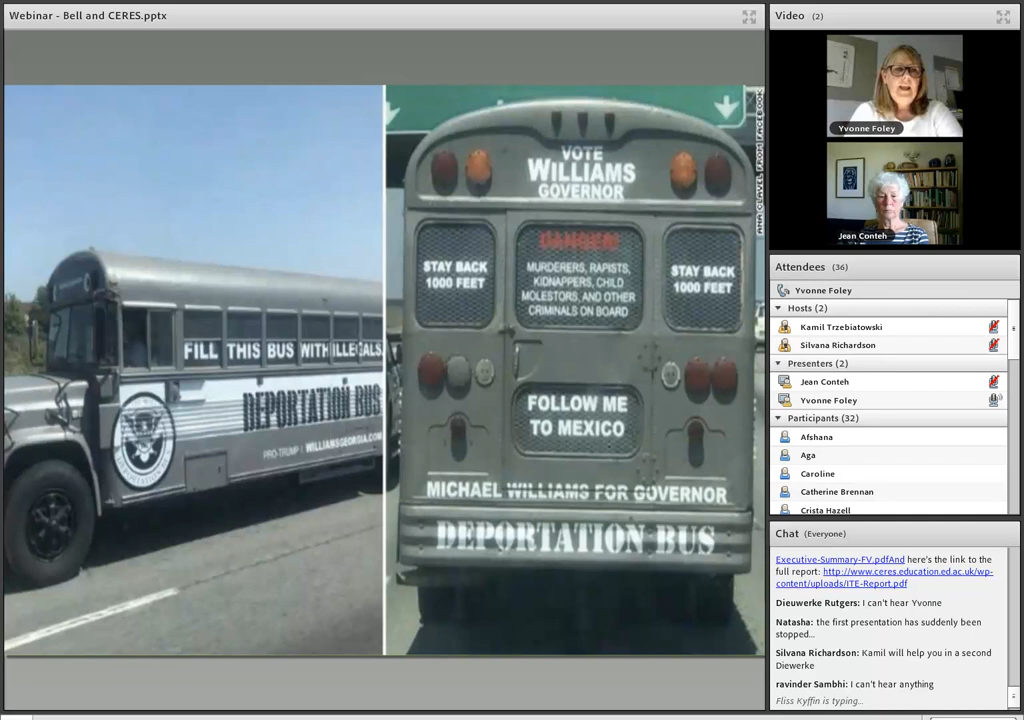 Webinar - Bell and CERES.pptx
FILL THIS BUS WITH ILLEGALS.
DEPORTATION BUS
PRO-TRUMP | WILLIAMSGEORGIA.COM
VOTE
WILLIAMS
GOVERNOR
STAY BACK
1000 FEET
DANGER!
MURDERERS, RAPISTS,
KIDNAPPERS, CHILD
MOLESTORS, AND OTHER
CRIMINALS ON BOARD
STAY BACK
1000 FEET
FOLLOW ME
TO MEXICO
MICHAEL WILLIAMS FOR GOVERNOR
DEPORTATION BUS
FROM FACEBOOK
Video (2)
Yvonne Foley
Jean Conteh
Attendees (36)
Yvonne Foley
Hosts (2)
Kamil Trzebiatowski
Silvana Richardson
Presenters (2)
Jean Conteh
Yvonne Foley
Participants (32)
Afshana
Aga
Caroline
Catherine Brennan
Crista Hazell
Chat (Everyone)
Executive-Summary-FV.pdfAnd here's the link to the
full report: http://www.ceres.education.ed.ac.uk/wp-
content/uploads/ITE-Report.pdf
Dieuwerke Rutgers: I can't hear Yvonne
Natasha: the first presentation has suddenly been
stopped...
Silvana Richardson: Kamil will help you in a second
Diewerke
ravinder Sambhi: I can't hear anything
Fliss Kyffin is typing...